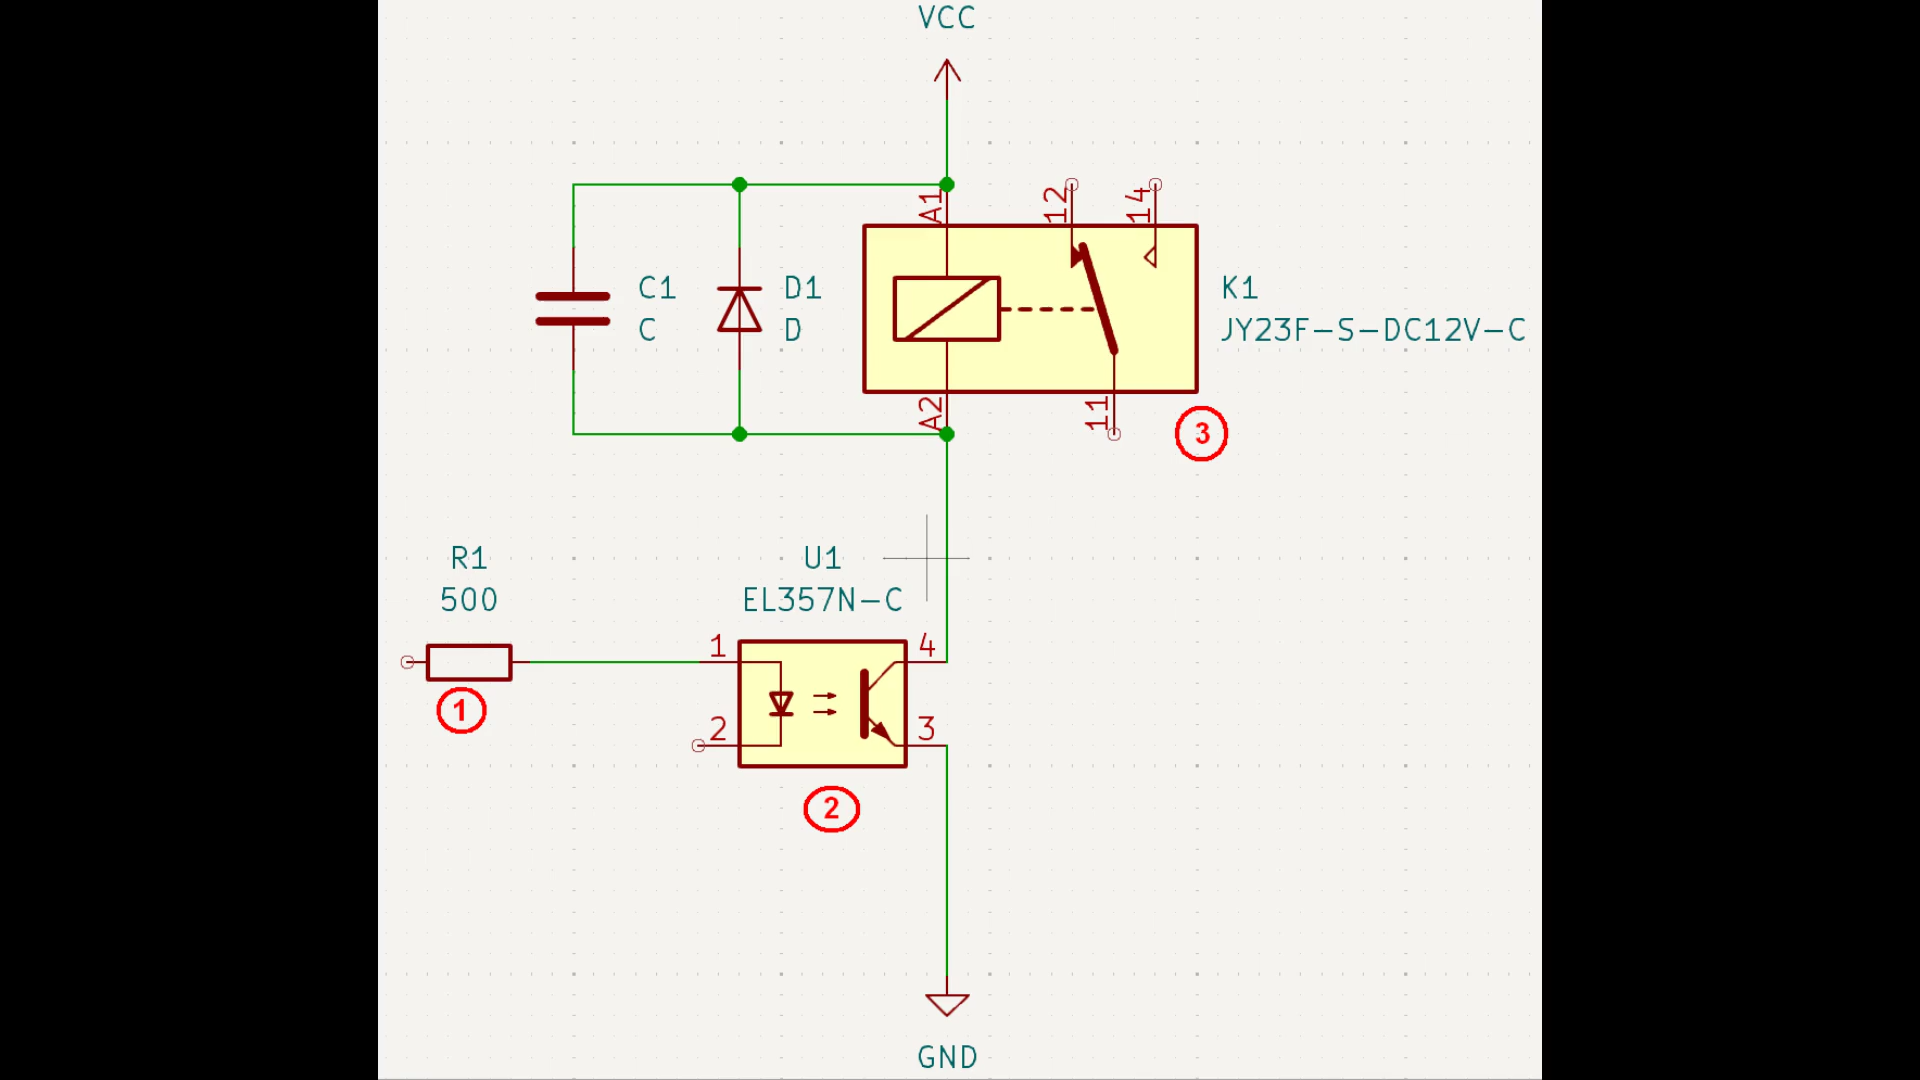 VCC
A1
12
14
C1
C
D1
D
K1
JY23F-S-DC12V-C
A2
11
3
R1
500
U1
EL357N-C
1
4
1
2
3
2
GND